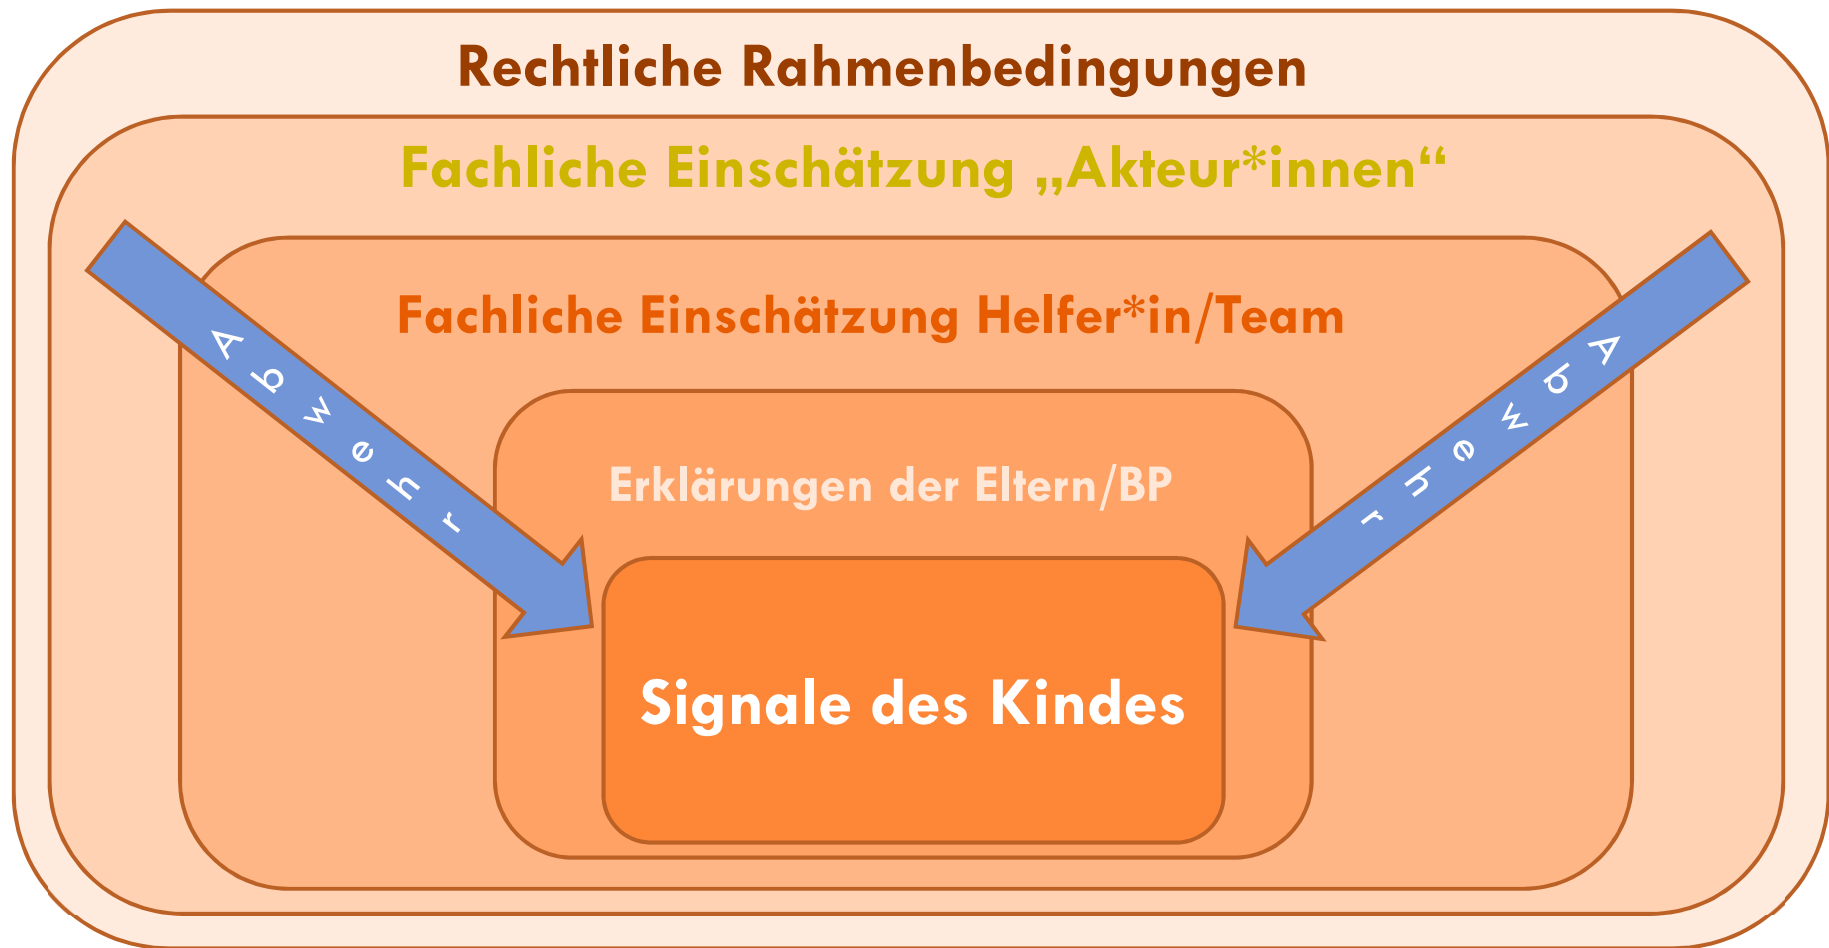 Rechtliche Rahmenbedingungen
Fachliche Einschätzung „Akteur*innen“
Fachliche Einschätzung Helfer*in/Team
Abwehr
Abwehr
Erklärungen der Eltern/BP
Signale des Kindes